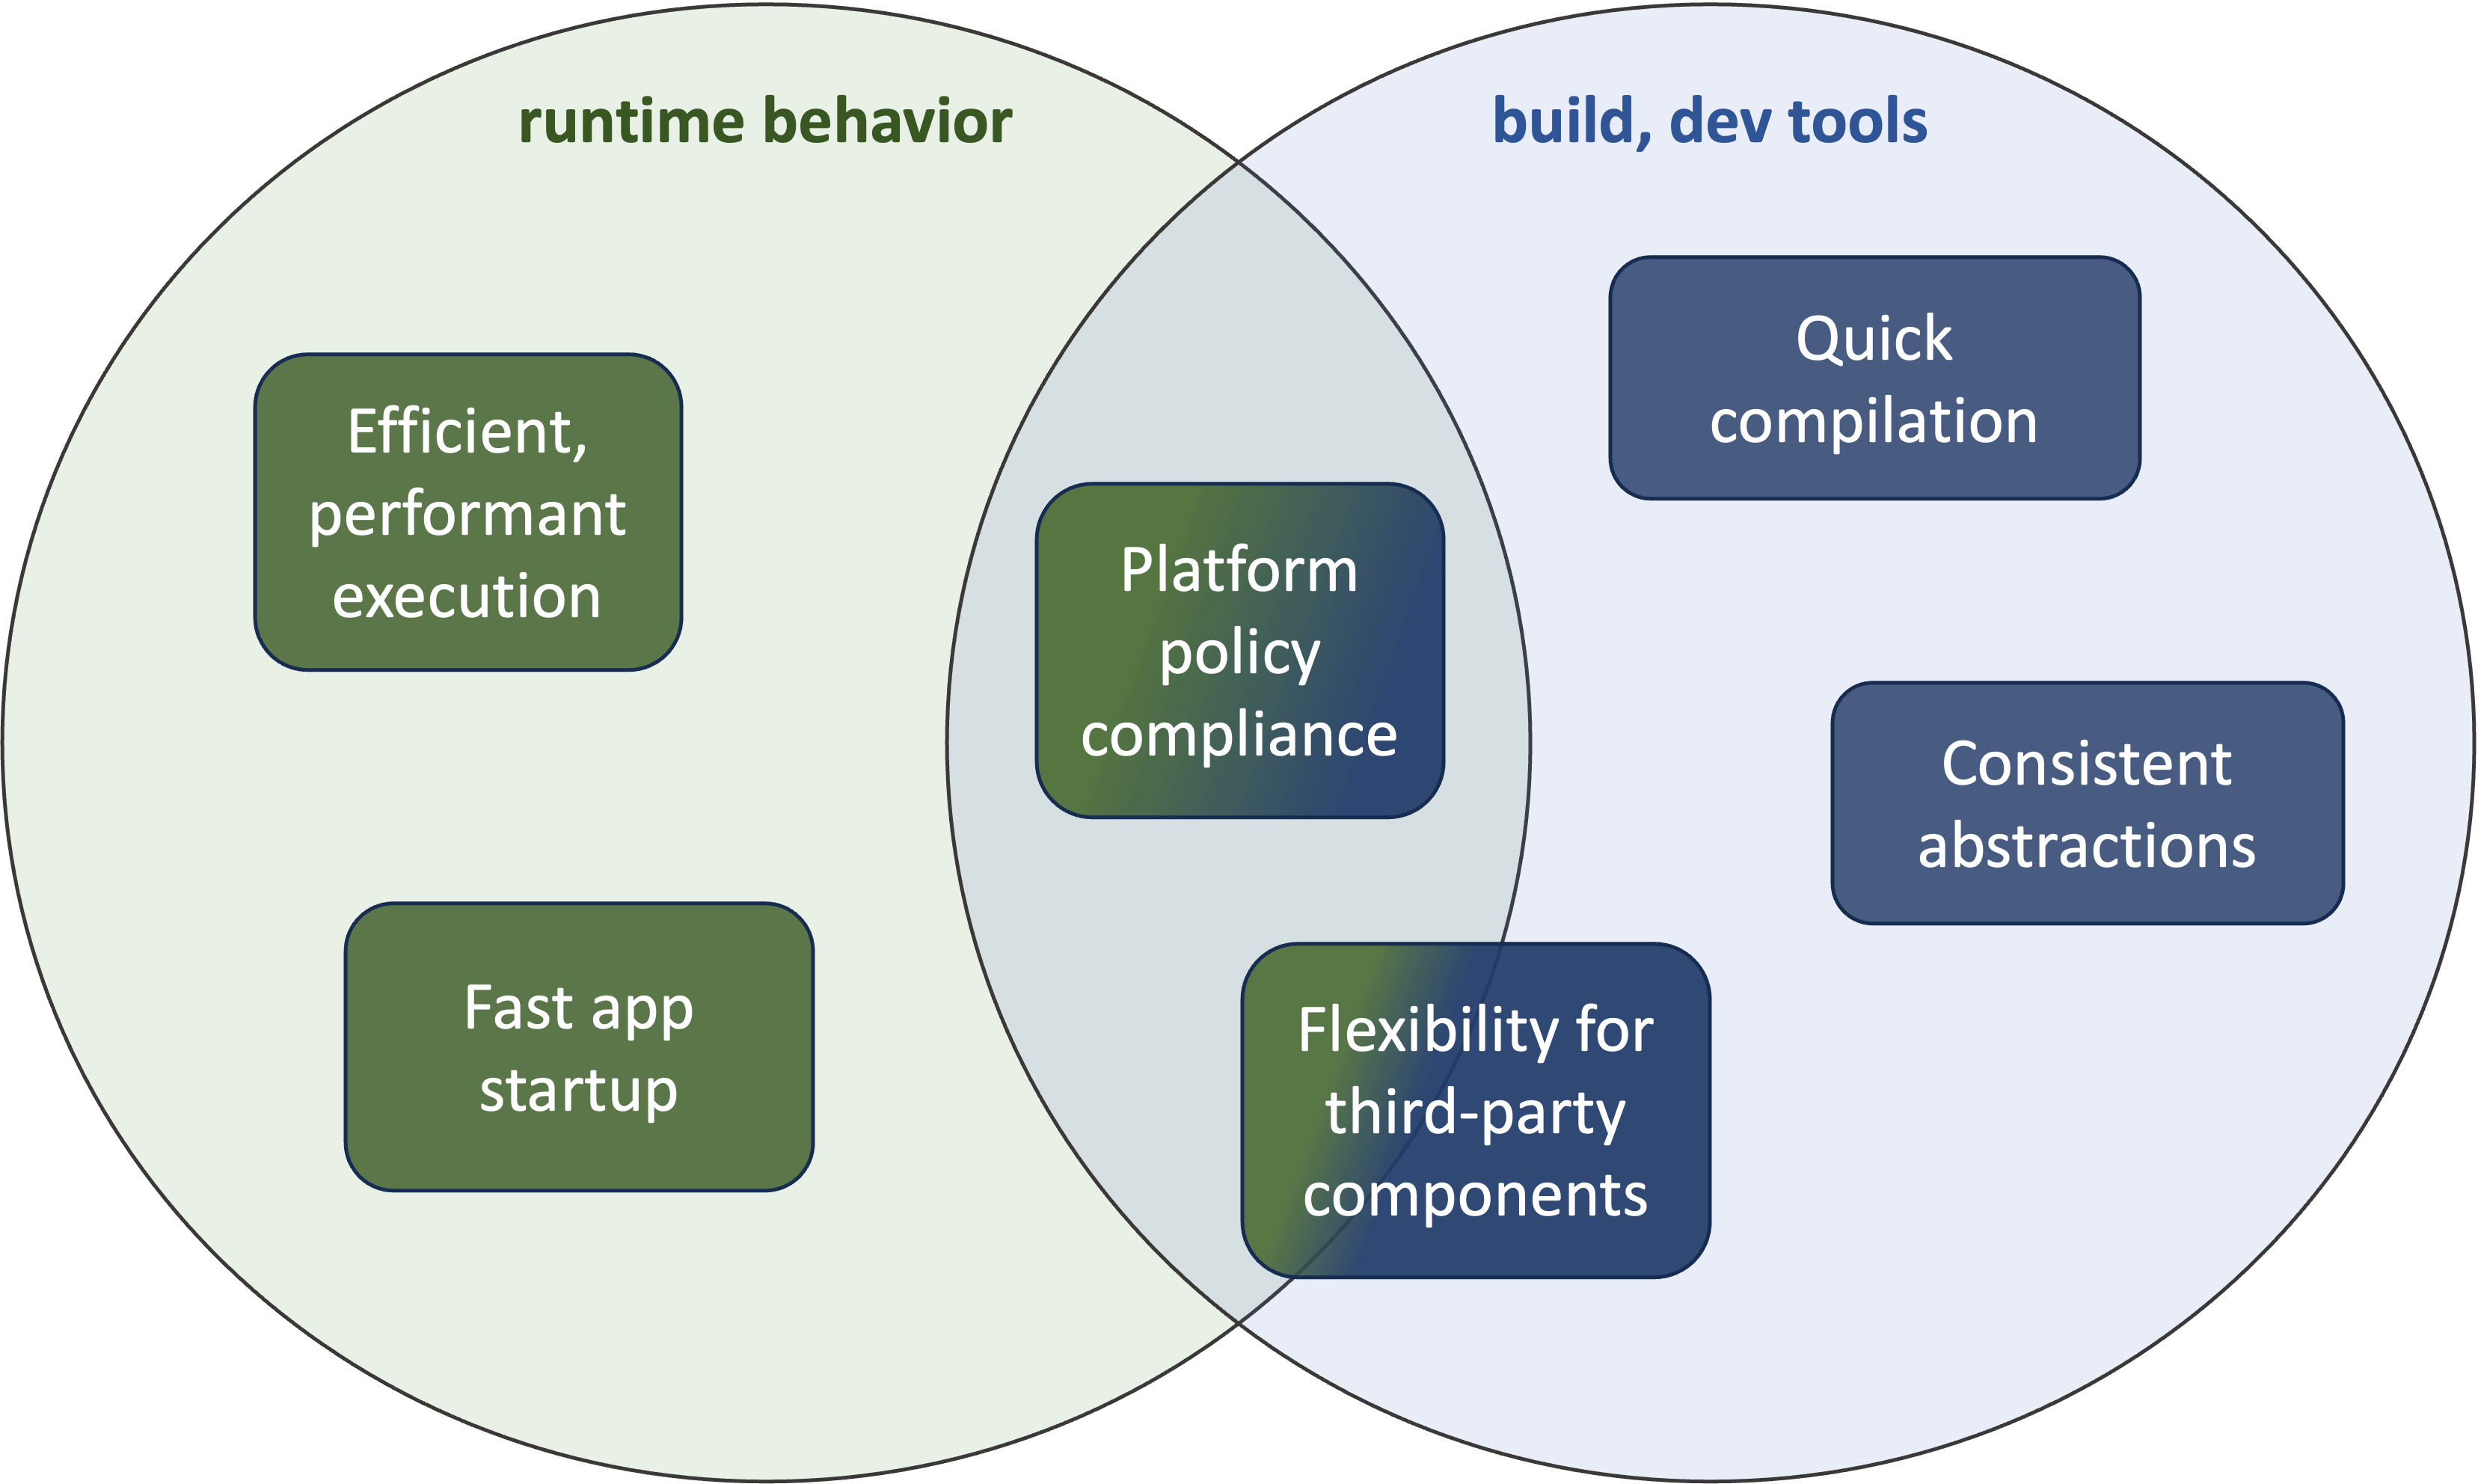 runtime behavior
build, dev tools
Efficient,
performant
execution
Fast app
startup
Platform
policy
compliance
Flexibility for
third-party
components
Quick
compilation
Consistent
abstractions